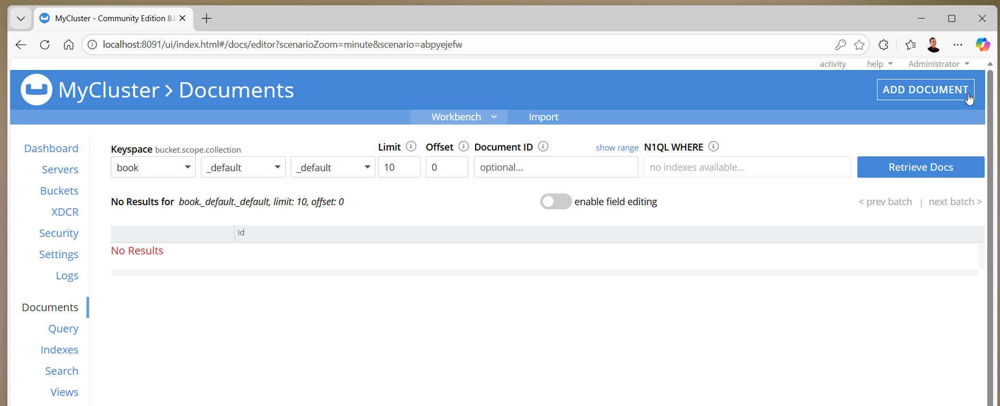 MyCluster - Community Edition 8.0
localhost:8091/ui/index.html#/docs/editor?scenarioZoom=minute&scenario=abpyejefw
activity help Administrator
MyCluster > Documents
ADD DOCUMENT
Workbench Import
Dashboard
Servers
Buckets
XDCR
Security
Settings
Logs
Documents
Query
Indexes
Search
Views
Keyspace bucket.scope.collection Limit Offset Document ID show range N1QL WHERE
book _default _default 10 0 optional... no indexes available... Retrieve Docs
No Results for book._default._default, limit: 10, offset: 0 enable field editing < prev batch | next batch >
id
No Results